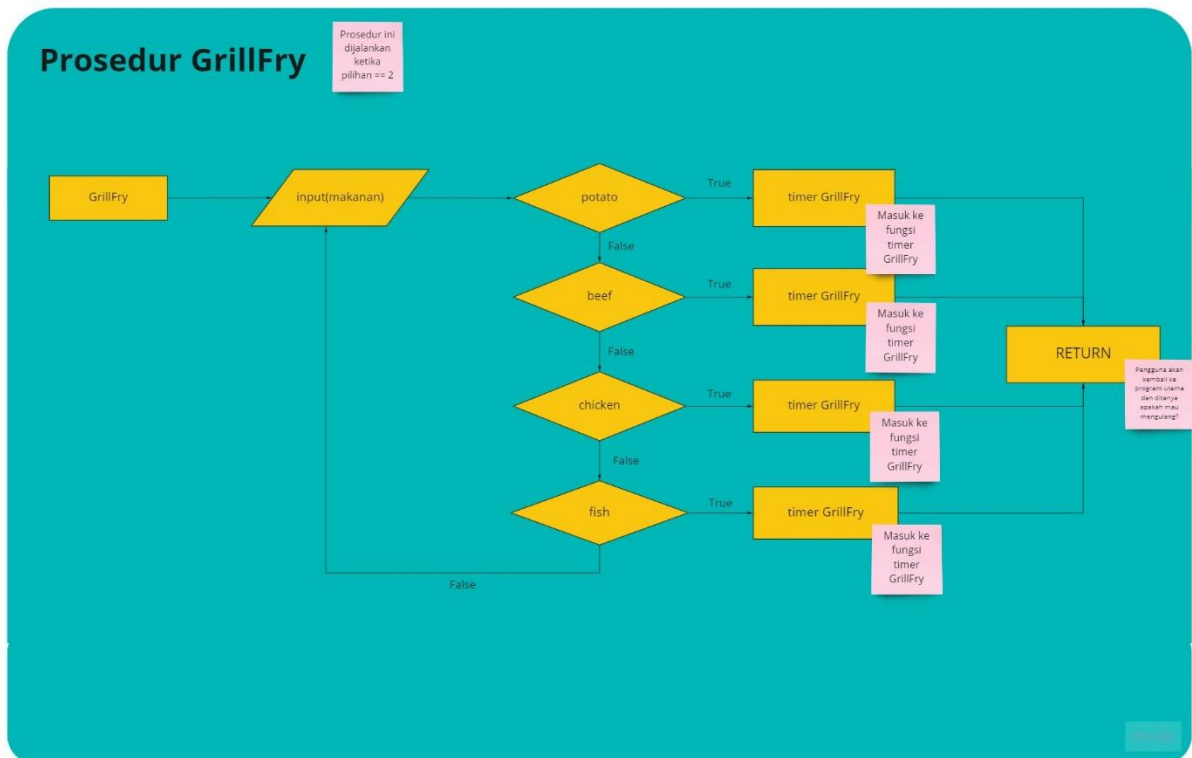 Prosedur GrillFry
Prosedur ini
dijalankan
ketika
pilihan == 2
GrillFry
input(makanan)
potato
True
timer GrillFry
Masuk ke
fungsi
timer
GrillFry
False
beef
True
timer GrillFry
Masuk ke
fungsi
timer
GrillFry
False
chicken
True
timer GrillFry
Masuk ke
fungsi
timer
GrillFry
False
fish
True
timer GrillFry
Masuk ke
fungsi
timer
GrillFry
False
RETURN
Pengguna akan
kembali ke
program utama
dan ditanya
apakah mau
mengulang?
miro